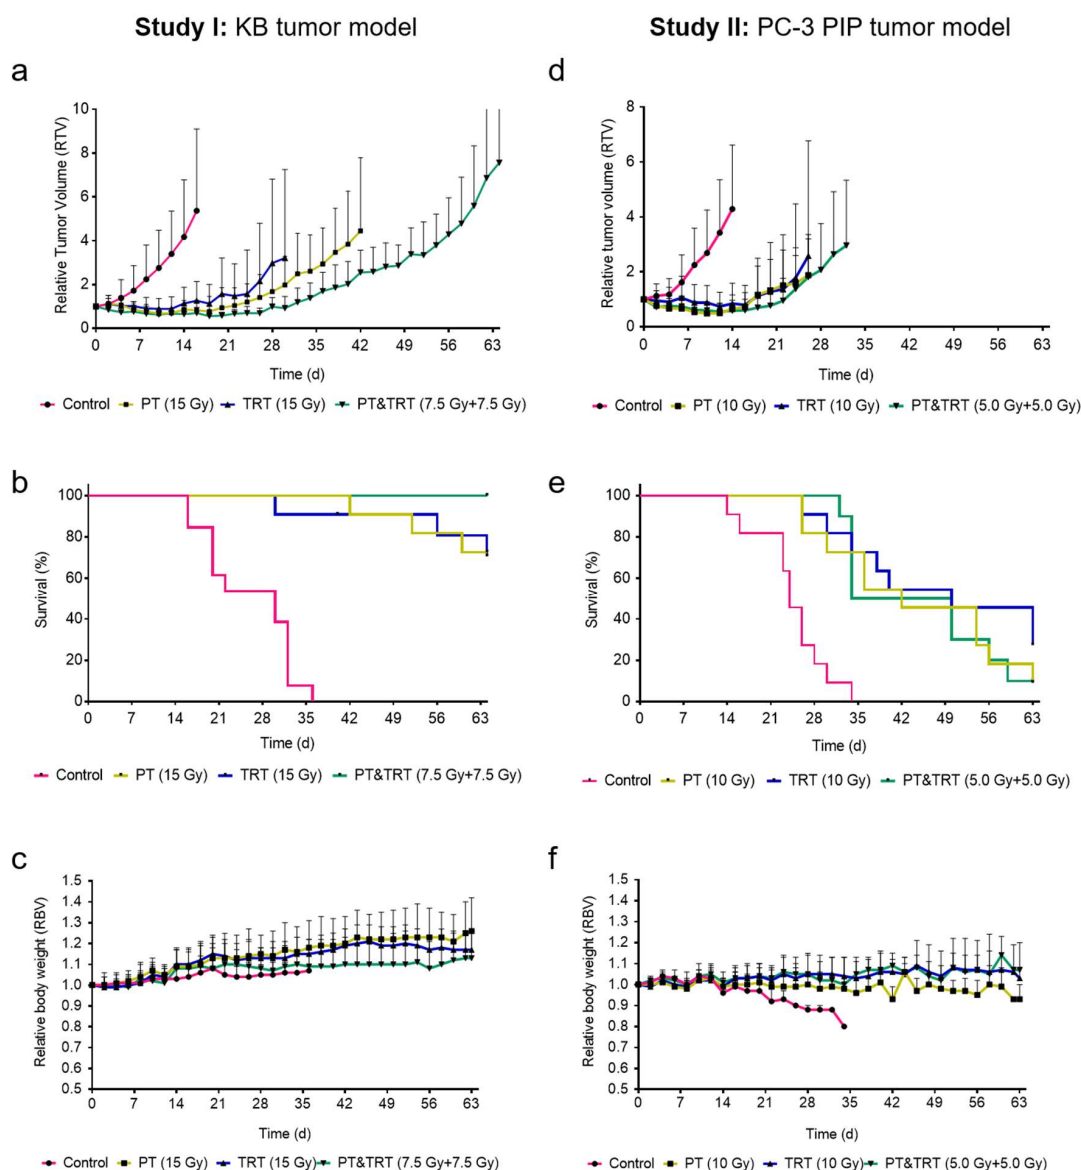 Study I: KB tumor model
Study II: PC-3 PIP tumor model
a
Relative Tumor Volume (RTV)
10
8
6
4
2
0
0 7 14 21 28 35 42 49 56 63
Time (d)
Control PT (15 Gy) TRT (15 Gy) PT&TRT (7.5 Gy+7.5 Gy)
d
Relative tumor volume (RTV)
8
6
4
2
0
0 7 14 21 28 35 42 49 56 63
Time (d)
Control PT (10 Gy) TRT (10 Gy) PT&TRT (5.0 Gy+5.0 Gy)
b
Survival (%)
100
80
60
40
20
0
0 7 14 21 28 35 42 49 56 63
Time (d)
Control PT (15 Gy) TRT (15 Gy) PT&TRT (7.5 Gy+7.5 Gy)
e
Survival (%)
100
80
60
40
20
0
0 7 14 21 28 35 42 49 56 63
Time (d)
Control PT (10 Gy) TRT (10 Gy) PT&TRT (5.0 Gy+5.0 Gy)
c
Relative body weight (RBV)
1.5
1.4
1.3
1.2
1.1
1.0
0.9
0.8
0.7
0.6
0.5
0 7 14 21 28 35 42 49 56 63
Time (d)
Control PT (15 Gy) TRT (15 Gy) PT&TRT (7.5 Gy+7.5 Gy)
f
Relative body weight (RBV)
1.5
1.4
1.3
1.2
1.1
1.0
0.9
0.8
0.7
0.6
0.5
0 7 14 21 28 35 42 49 56 63
Time (d)
Control PT (10 Gy) TRT (10 Gy) PT&TRT (5.0 Gy+5.0 Gy)